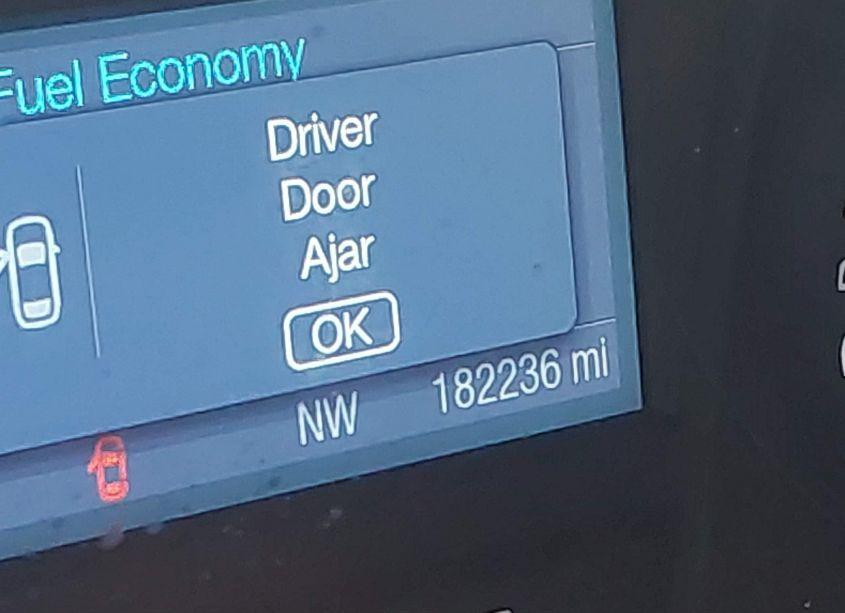 Fuel Economy
Driver
Door
Ajar
OK
NW 182236 mi